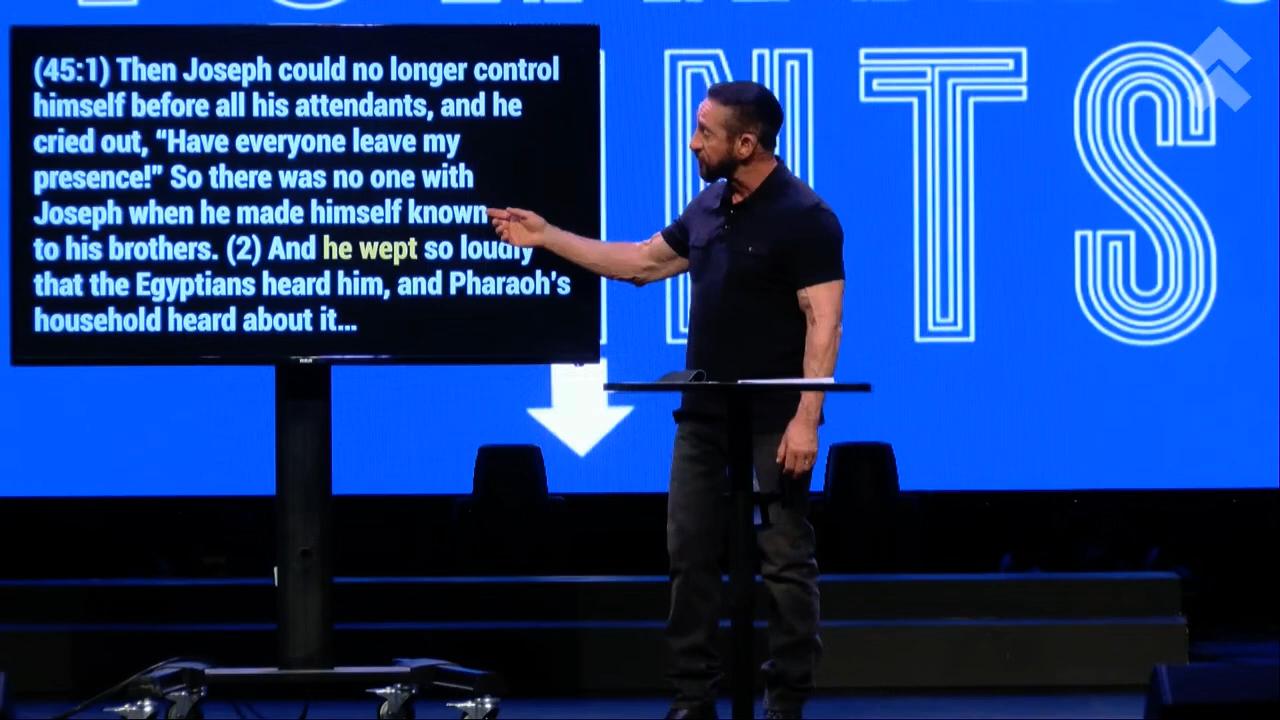 (45:1) Then Joseph could no longer control
himself before all his attendants, and he
cried out, “Have everyone leave my
presence!” So there was no one with
Joseph when he made himself known
to his brothers. (2) And he wept so loudly
that the Egyptians heard him, and Pharaoh's
household heard about it...
RCA
NTS